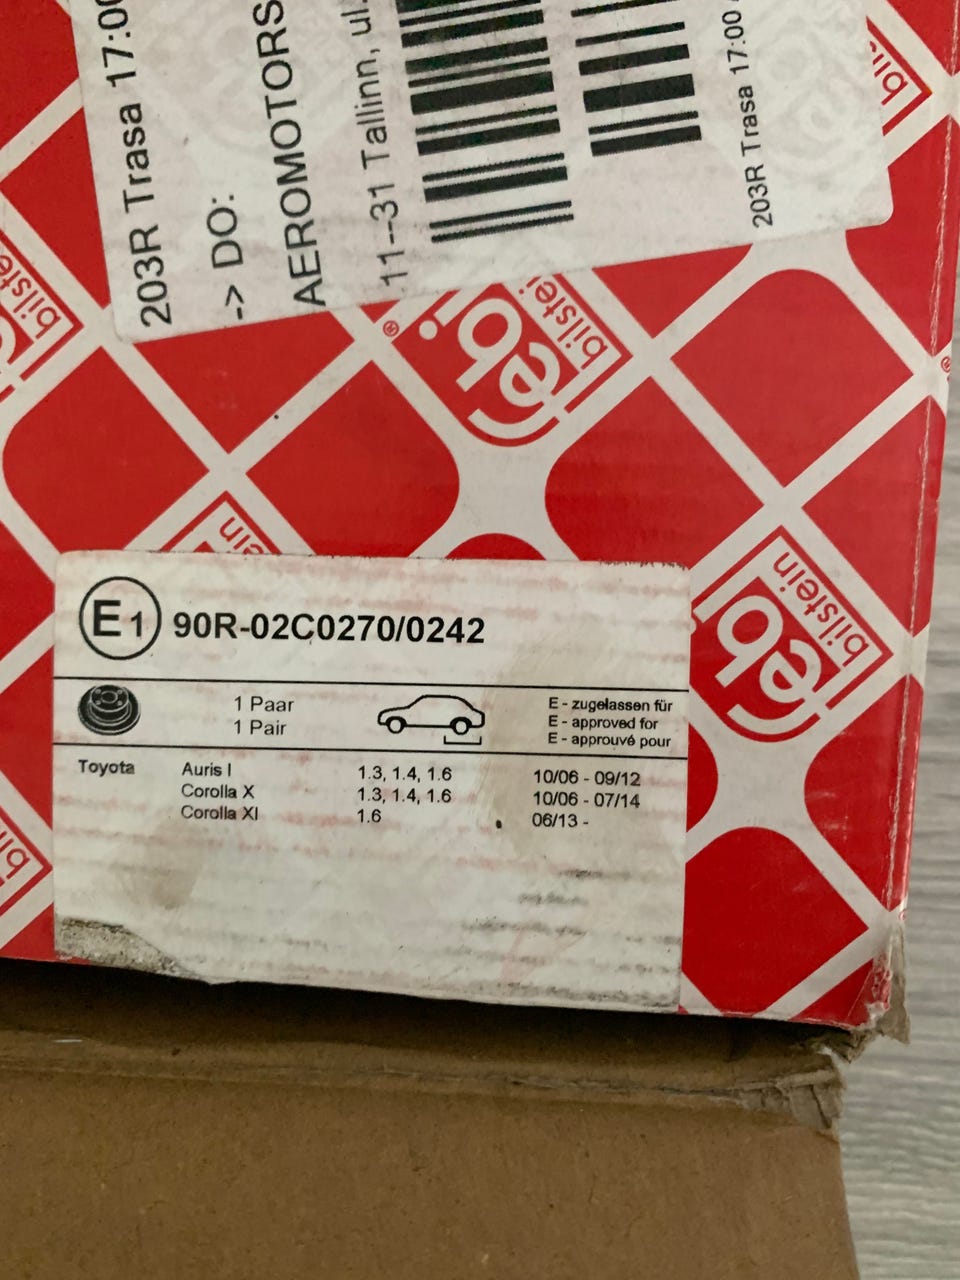 203R Trasa 17:00
-> DO:
AEROMOTORS
11--31 Tallinn, ul.
203R Trasa 17:00
febi
bilstein
febi
bilstein
E1 90R-02C0270/0242
1 Paar
1 Pair
E - zugelassen für
E - approved for
E - approuvé pour
Toyota Auris I 1.3, 1.4, 1.6 10/06 - 09/12
Corolla X 1.3, 1.4, 1.6 10/06 - 07/14
Corolla XI 1.6 06/13 -